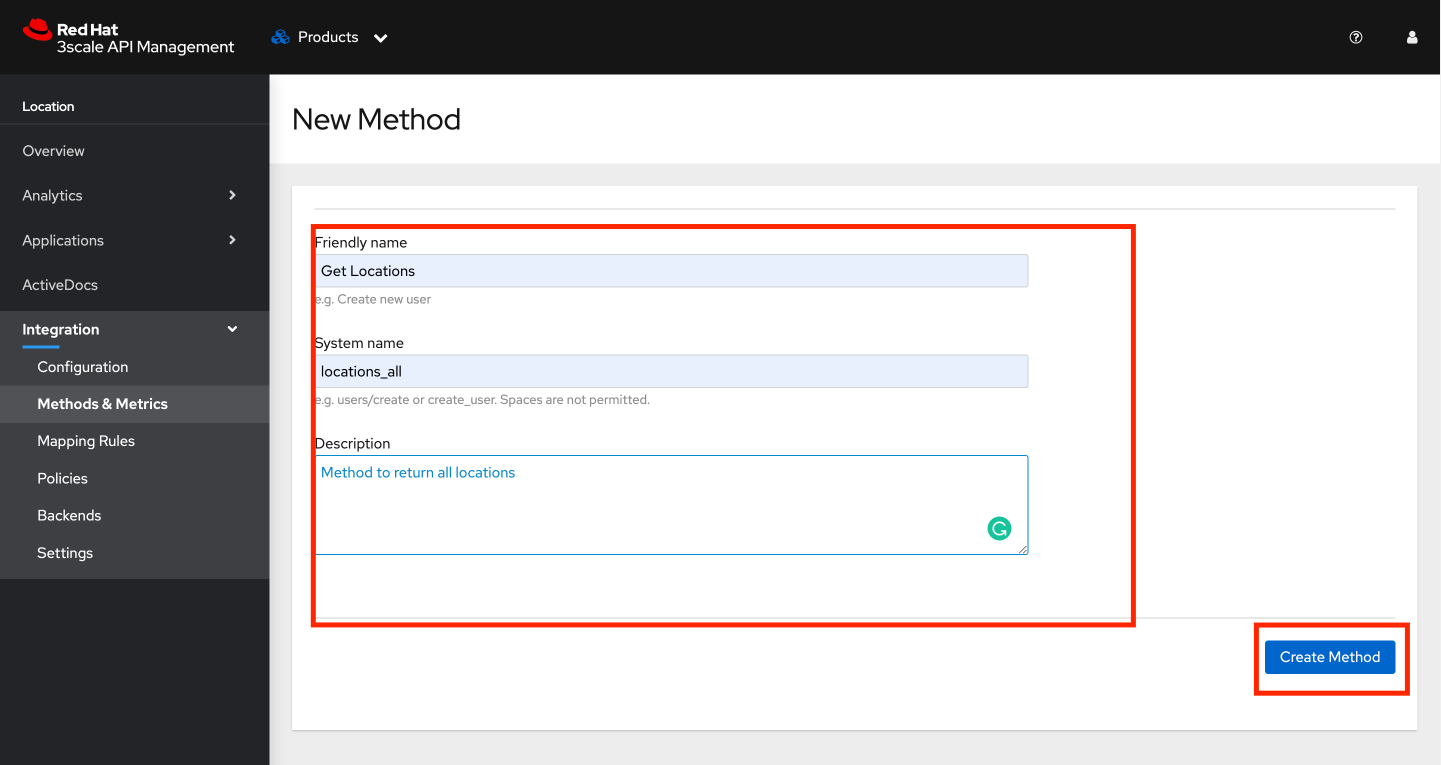 Red Hat
3scale API Management
Products
Location
Overview
Analytics
Applications
ActiveDocs
Integration
Configuration
Methods & Metrics
Mapping Rules
Policies
Backends
Settings
New Method
Friendly name
Get Locations
e.g. Create new user
System name
locations_all
e.g. users/create or create_user. Spaces are not permitted.
Description
Method to return all locations
Create Method